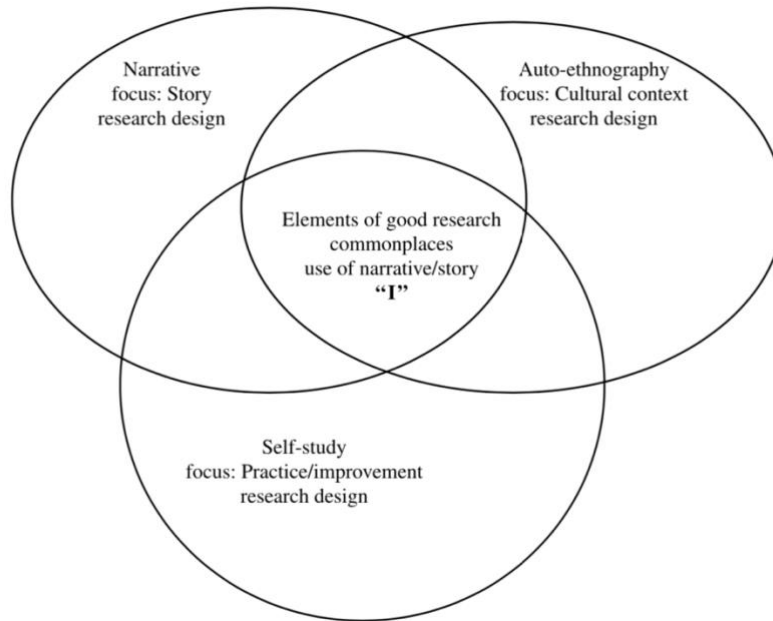 Narrative
focus: Story
research design
Auto-ethnography
focus: Cultural context
research design
Elements of good research
commonplaces
use of narrative/story
“I”
Self-study
focus: Practice/improvement
research design